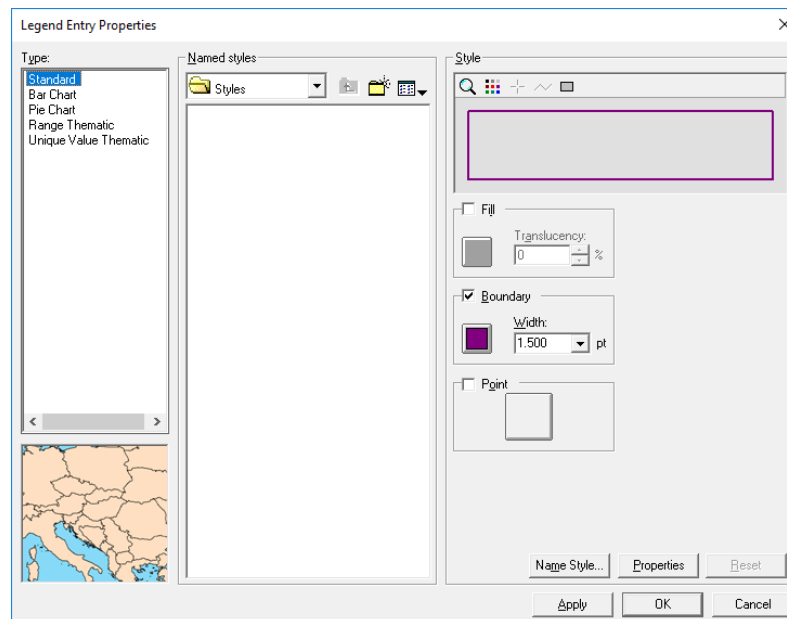 Legend Entry Properties
Type:
Standard
Bar Chart
Pie Chart
Range Thematic
Unique Value Thematic
Named styles
Styles
Style
Fill
Translucency:
0 %
Boundary
Width:
1.500 pt
Point
Name Style... Properties Reset
Apply OK Cancel